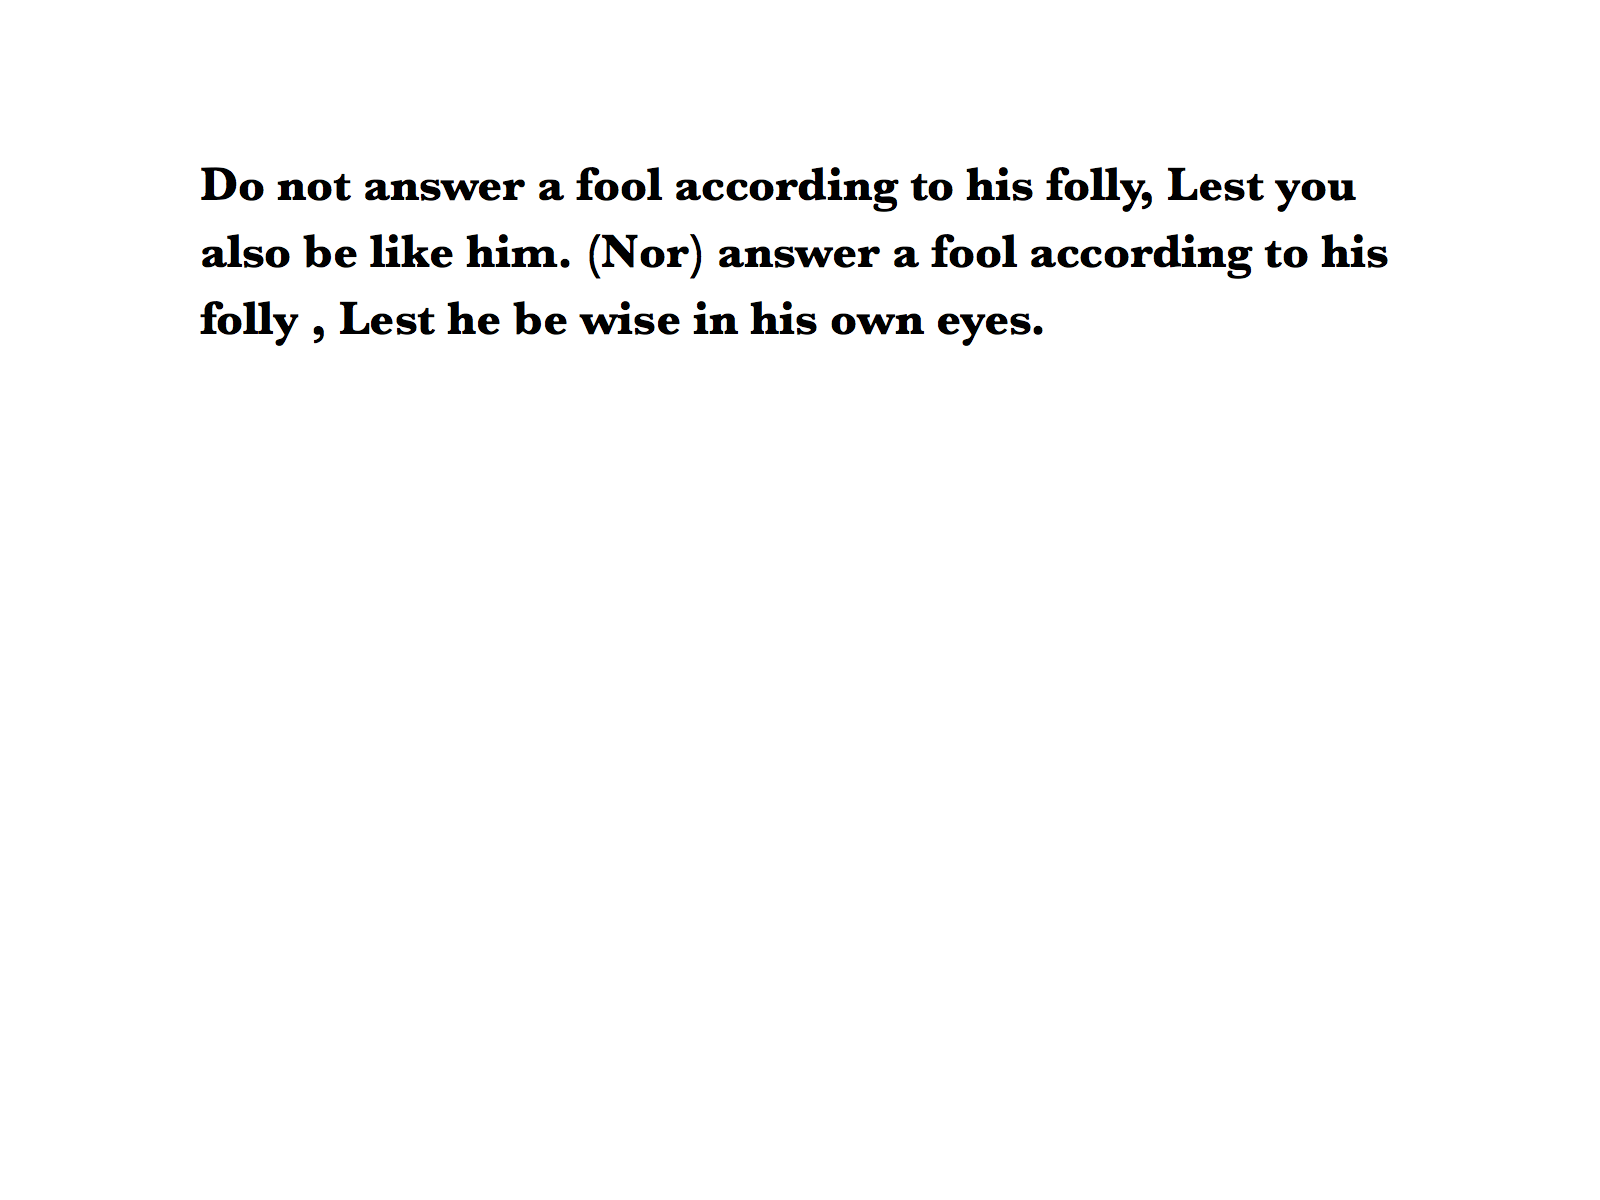 Do not answer a fool according to his folly, Lest you
also be like him. (Nor) answer a fool according to his
folly , Lest he be wise in his own eyes.